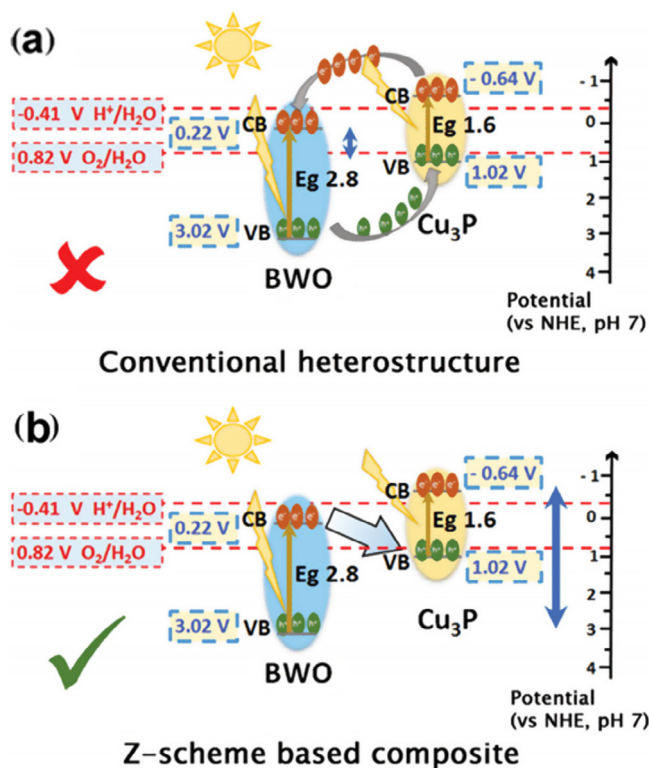 (a)
-0.41 V H⁺/H₂O
0.22 V
CB
0.82 V O₂/H₂O
Eg 2.8
3.02 V
VB
BWO
CB
- 0.64 V
Eg 1.6
VB
1.02 V
Cu₃P
-1
0
1
2
3
4
Potential
(vs NHE, pH 7)
Conventional heterostructure
(b)
-0.41 V H⁺/H₂O
0.22 V
CB
0.82 V O₂/H₂O
Eg 2.8
3.02 V
VB
BWO
CB
- 0.64 V
Eg 1.6
VB
1.02 V
Cu₃P
-1
0
1
2
3
4
Potential
(vs NHE, pH 7)
Z-scheme based composite